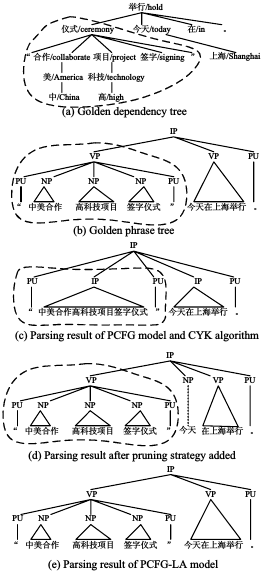 举行/hold
仪式/ceremony 今天/today 在/in 。
“ 合作/collaborate 项目/project 签字/signing ” 上海/Shanghai
美/America 科技/technology
中/China 高/high
(a) Golden dependency tree
IP
VP VP PU
PU NP NP NP PU
“ 中美合作 高科技项目 签字仪式 ” 今天在上海举行 。
(b) Golden phrase tree
IP
PU IP PU IP PU
“ 中美合作高科技项目签字仪式 ” 今天在上海举行 。
(c) Parsing result of PCFG model and CYK algorithm
IP
VP NP VP PU
PU NP NP NP PU
“ 中美合作 高科技项目 签字仪式 ” 今天 在上海举行 。
(d) Parsing result after pruning strategy added
IP
VP VP PU
PU NP NP NP PU
“ 中美合作 高科技项目 签字仪式 ” 今天在上海举行 。
(e) Parsing result of PCFG-LA model